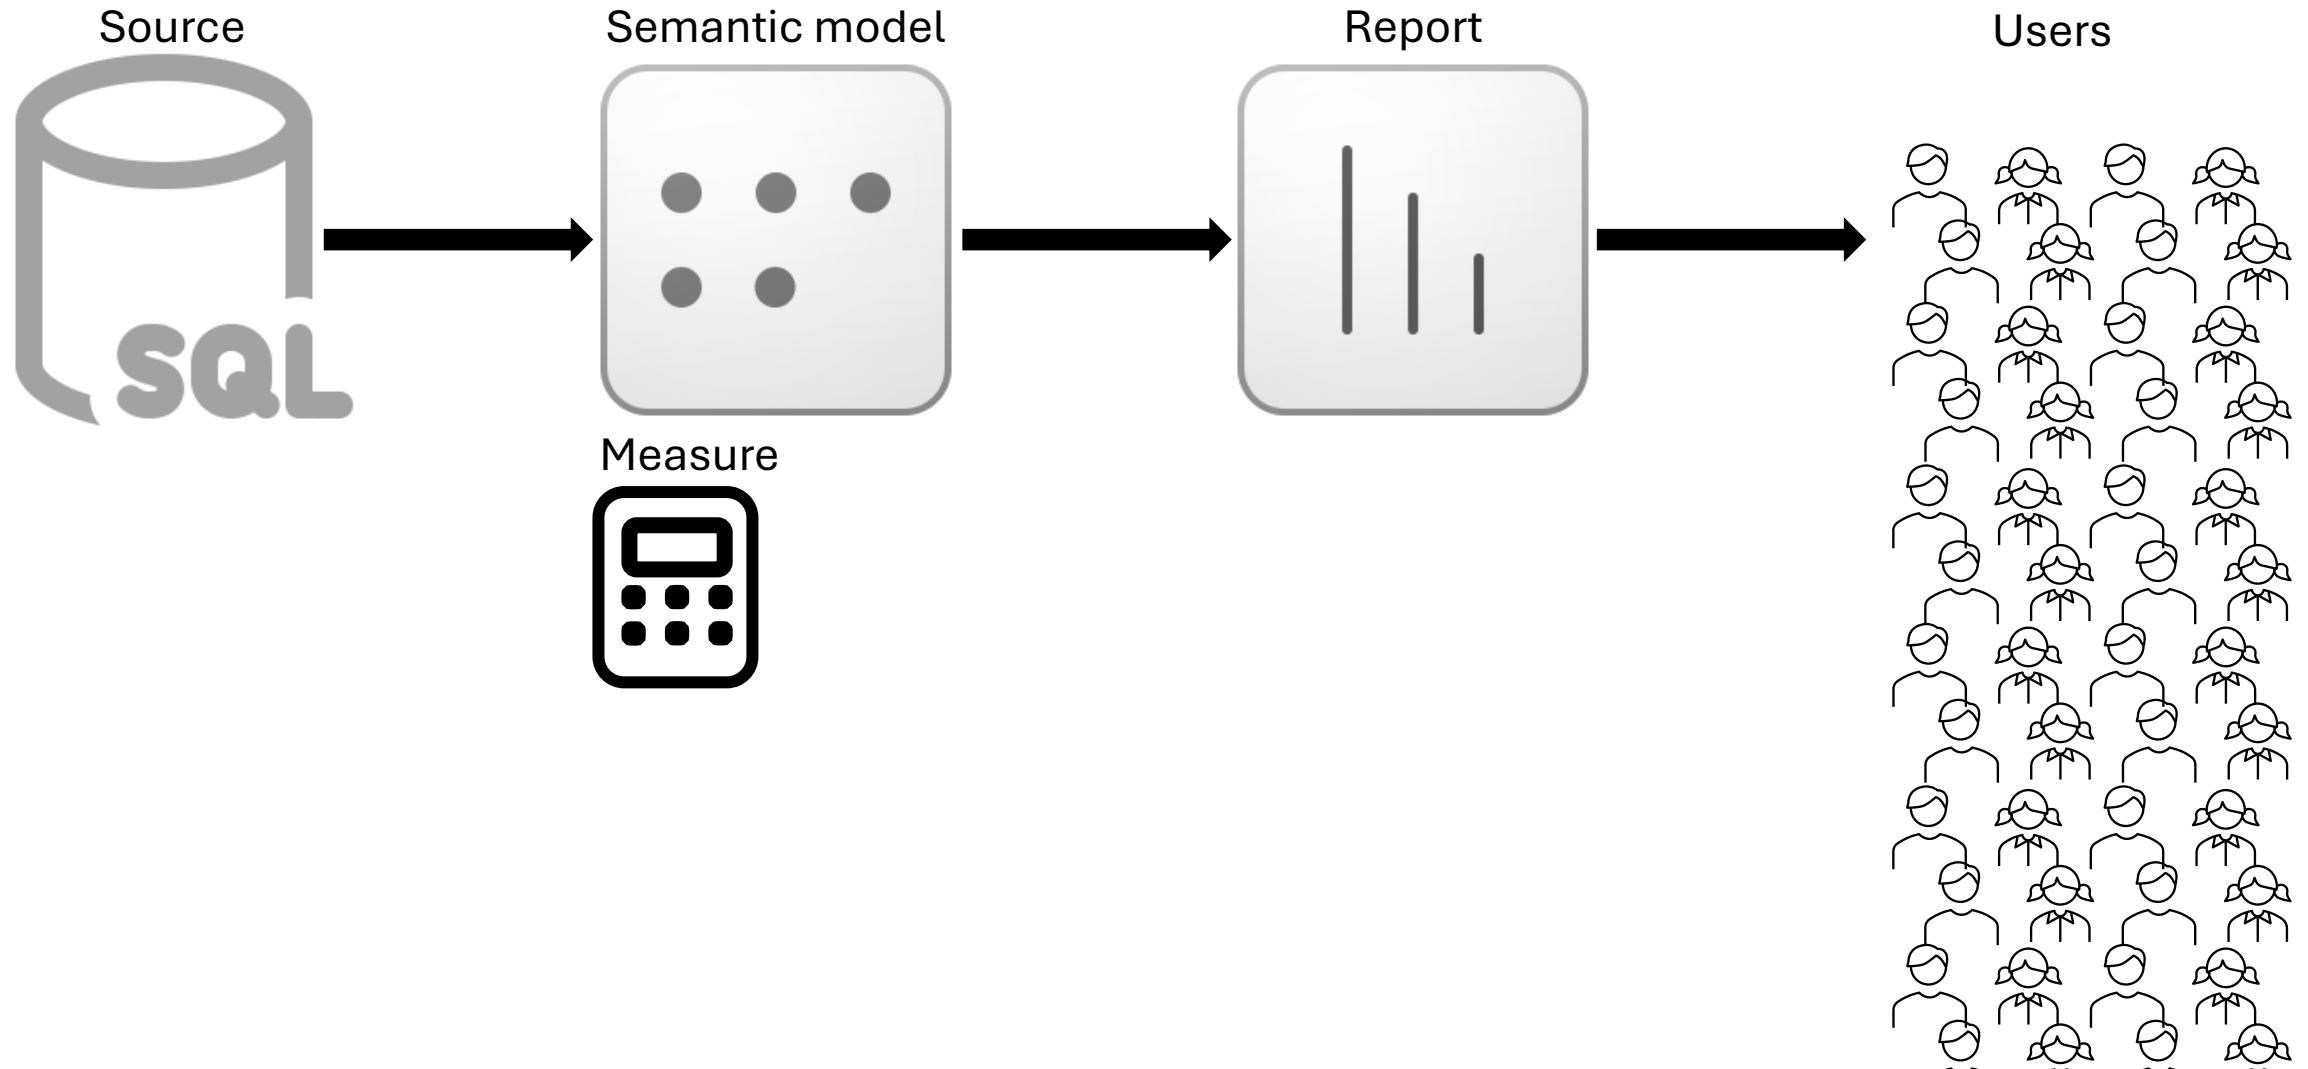 Source
Semantic model
Report
Users
SQL
Measure